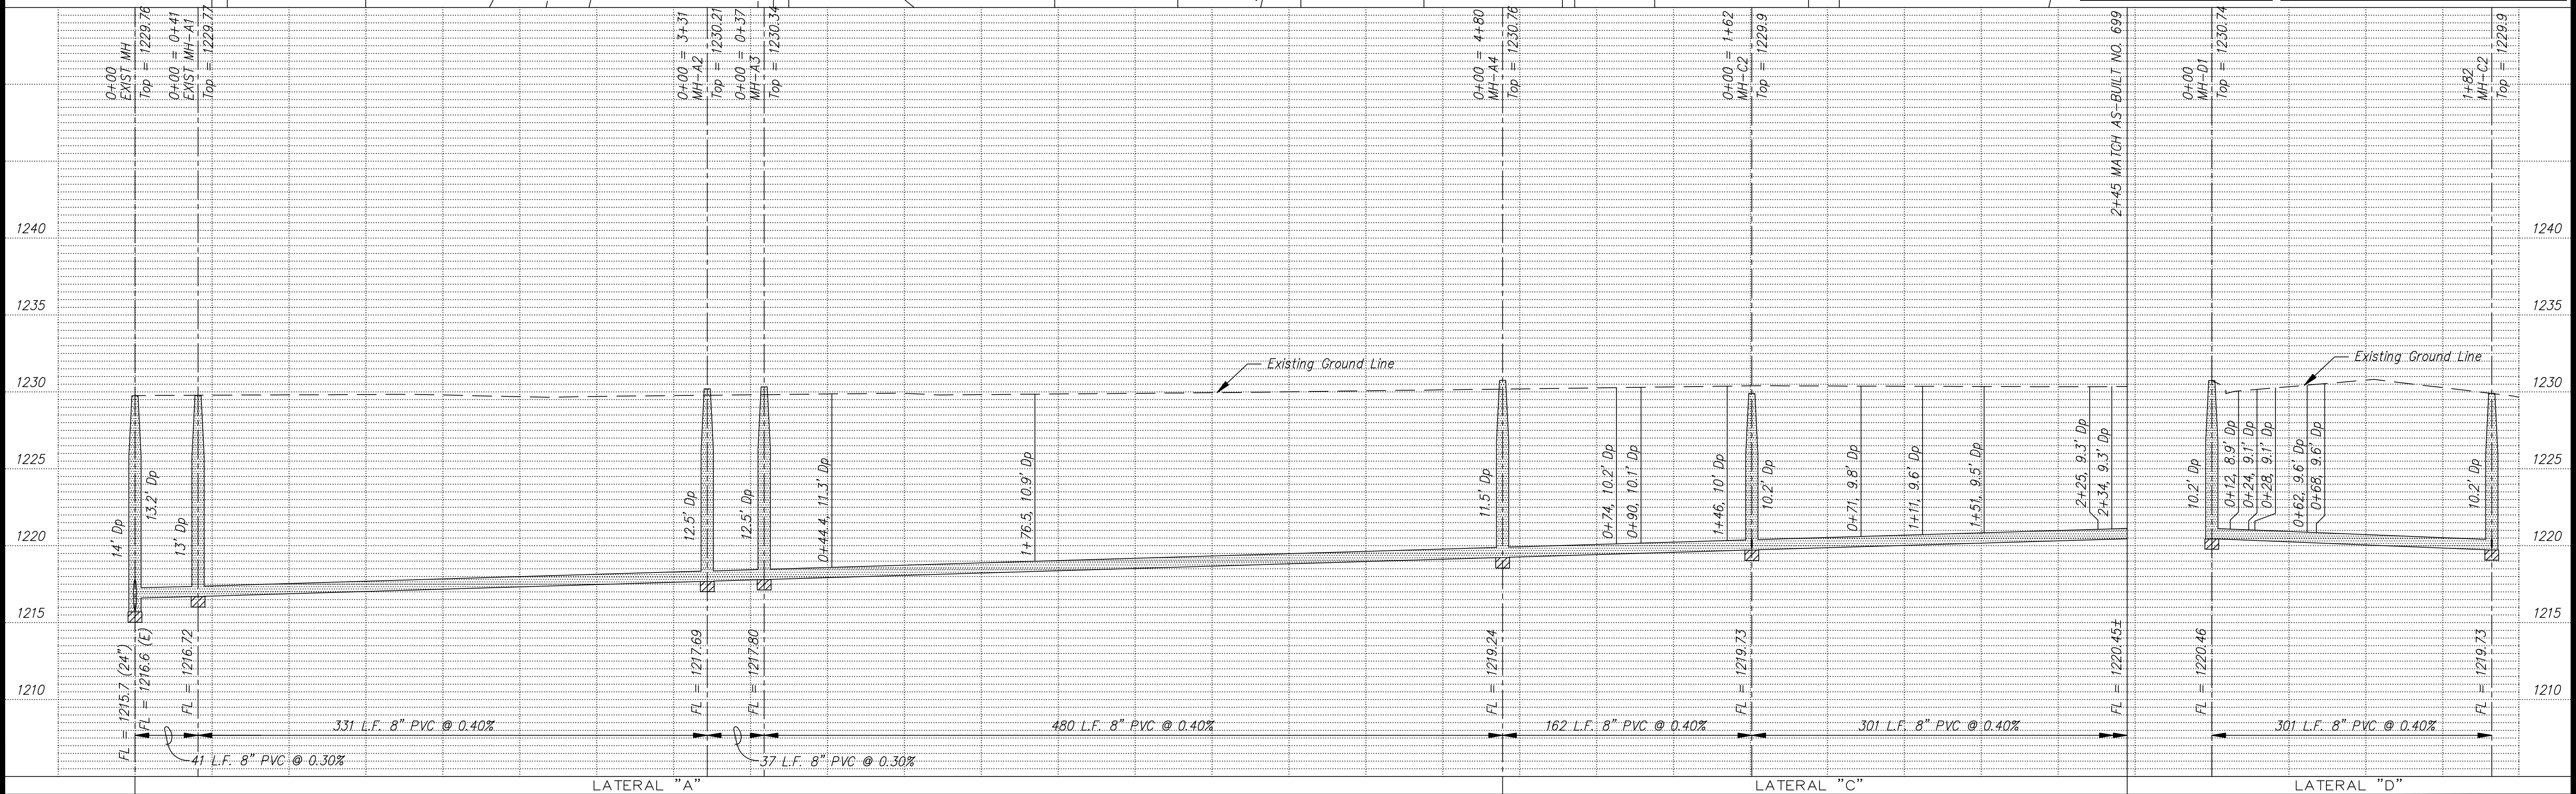 0+00
EXIST MH
Top = 1229.76
0+00 = 0+41
EXIST MH-A1
Top = 1229.77
0+00 = 3+31
MH-A2
Top = 1230.21
0+00 = 0+37
MH-A3
Top = 1230.34
0+00 = 4+80
MH-A4
Top = 1230.76
0+00 = 1+62
MH-C2
Top = 1229.9
2+45 MATCH AS-BUILT NO. 699
0+00
MH-D1
Top = 1230.74
1+82
MH-C2
Top = 1229.9
1240
1240
1235
1235
1230
1230
1225
1225
1220
1220
1215
1215
1210
1210
Existing Ground Line
Existing Ground Line
14' Dp
13.2' Dp
13' Dp
12.5' Dp
12.5' Dp
0+44.4, 11.3' Dp
1+76.5, 10.9' Dp
11.5' Dp
0+74, 10.2' Dp
0+90, 10.1' Dp
1+46, 10' Dp
10.2' Dp
0+71, 9.8' Dp
1+11, 9.6' Dp
1+51, 9.5' Dp
2+25, 9.3' Dp
2+34, 9.3' Dp
10.2' Dp
0+12, 8.9' Dp
0+24, 9.1' Dp
0+28, 9.1' Dp
0+62, 9.6' Dp
0+68, 9.6' Dp
10.2' Dp
FL = 1215.7 (24")
FL = 1216.6 (E)
FL = 1216.72
FL = 1217.69
FL = 1217.80
FL = 1219.24
FL = 1219.73
FL = 1220.45±
FL = 1220.46
FL = 1219.73
331 L.F. 8" PVC @ 0.40%
480 L.F. 8" PVC @ 0.40%
162 L.F. 8" PVC @ 0.40%
301 L.F. 8" PVC @ 0.40%
301 L.F. 8" PVC @ 0.40%
41 L.F. 8" PVC @ 0.30%
37 L.F. 8" PVC @ 0.30%
LATERAL "A"
LATERAL "C"
LATERAL "D"